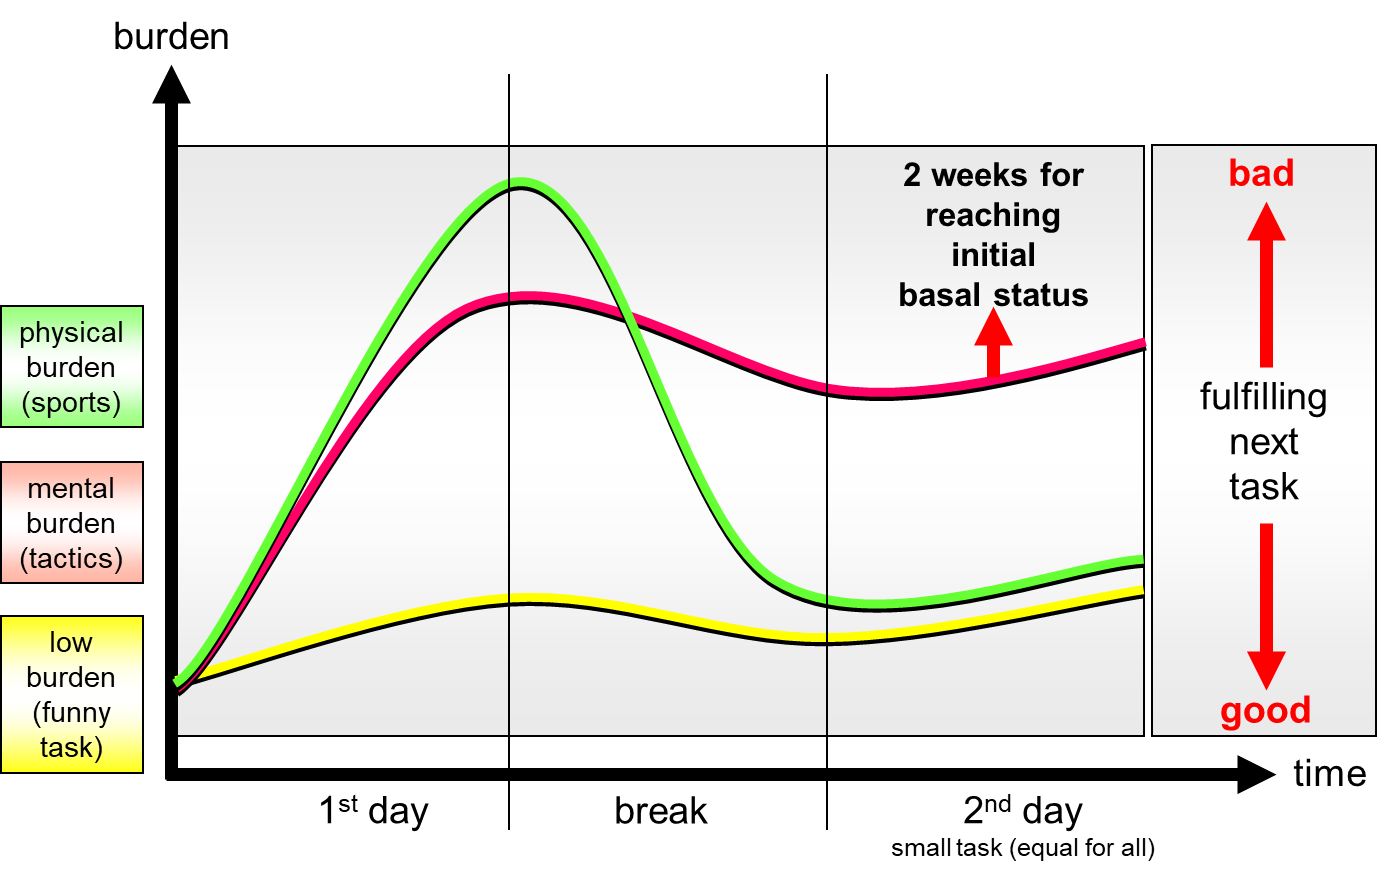 burden
2 weeks for
reaching
initial
basal status
bad
fulfilling
next
task
good
physical
burden
(sports)
mental
burden
(tactics)
low
burden
(funny
task)
time
1st day
break
2nd day
small task (equal for all)